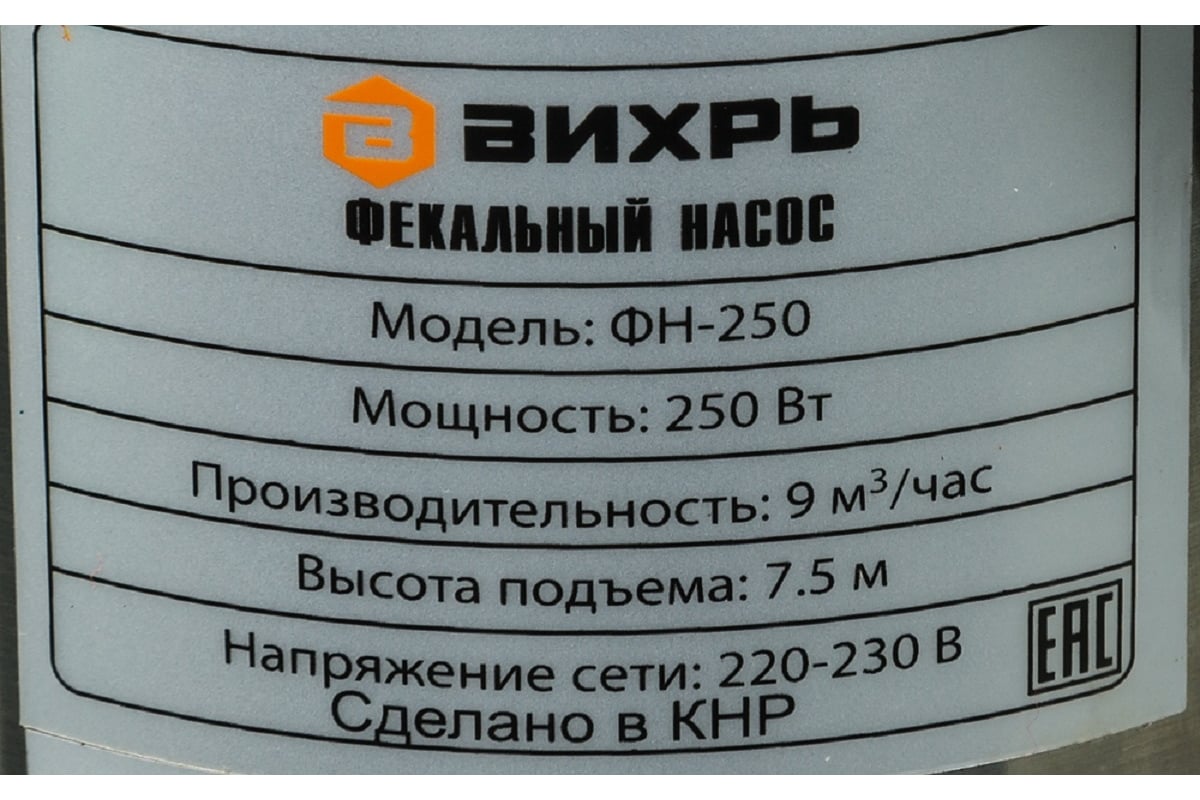 ВИХРЬ
ФЕКАЛЬНЫЙ НАСОС
Модель: ФН-250
Мощность: 250 Вт
Производительность: 9 м³/час
Высота подъема: 7.5 м
Напряжение сети: 220-230 В
EAC
Сделано в КНР